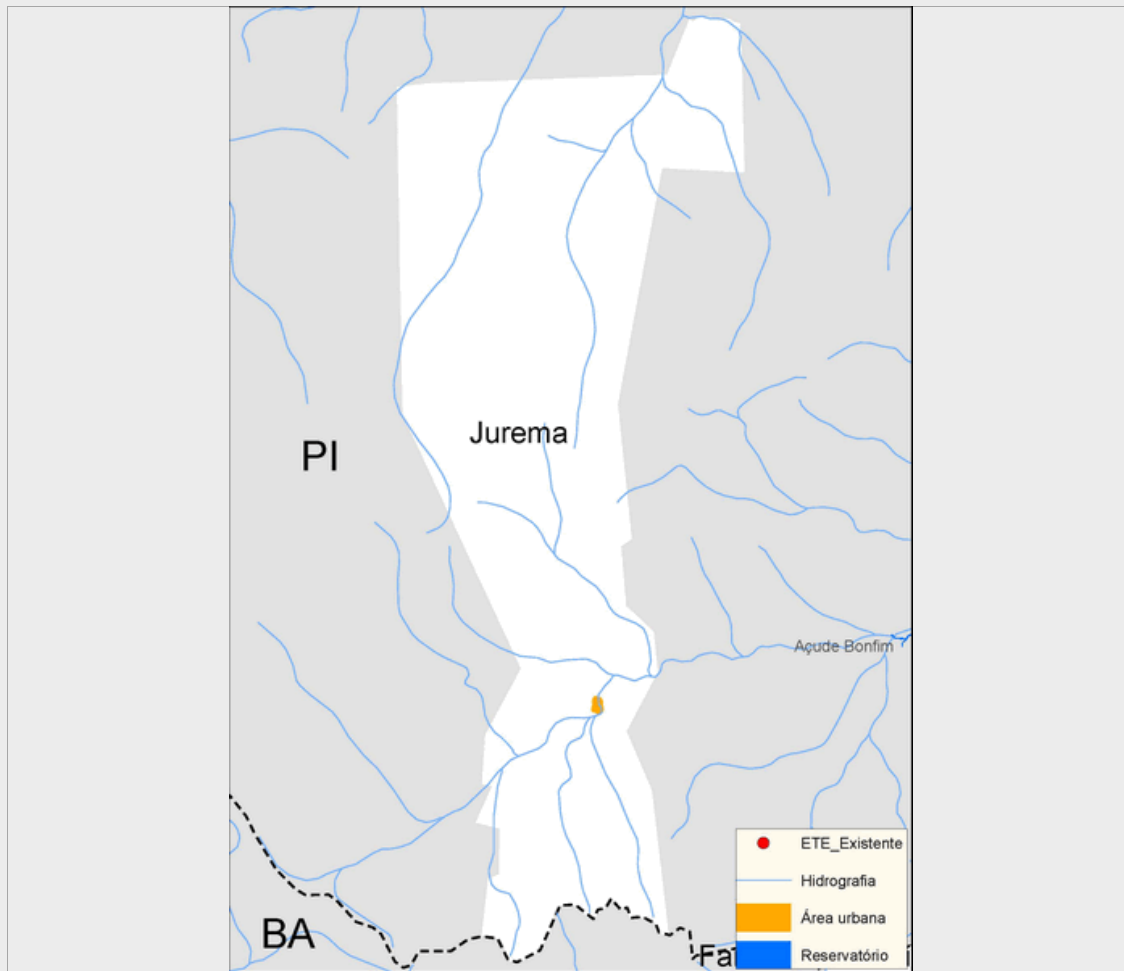 Jurema
PI
Açude Bonfim
ETE_Existente
Hidrografia
Área urbana
BA
Reservatório